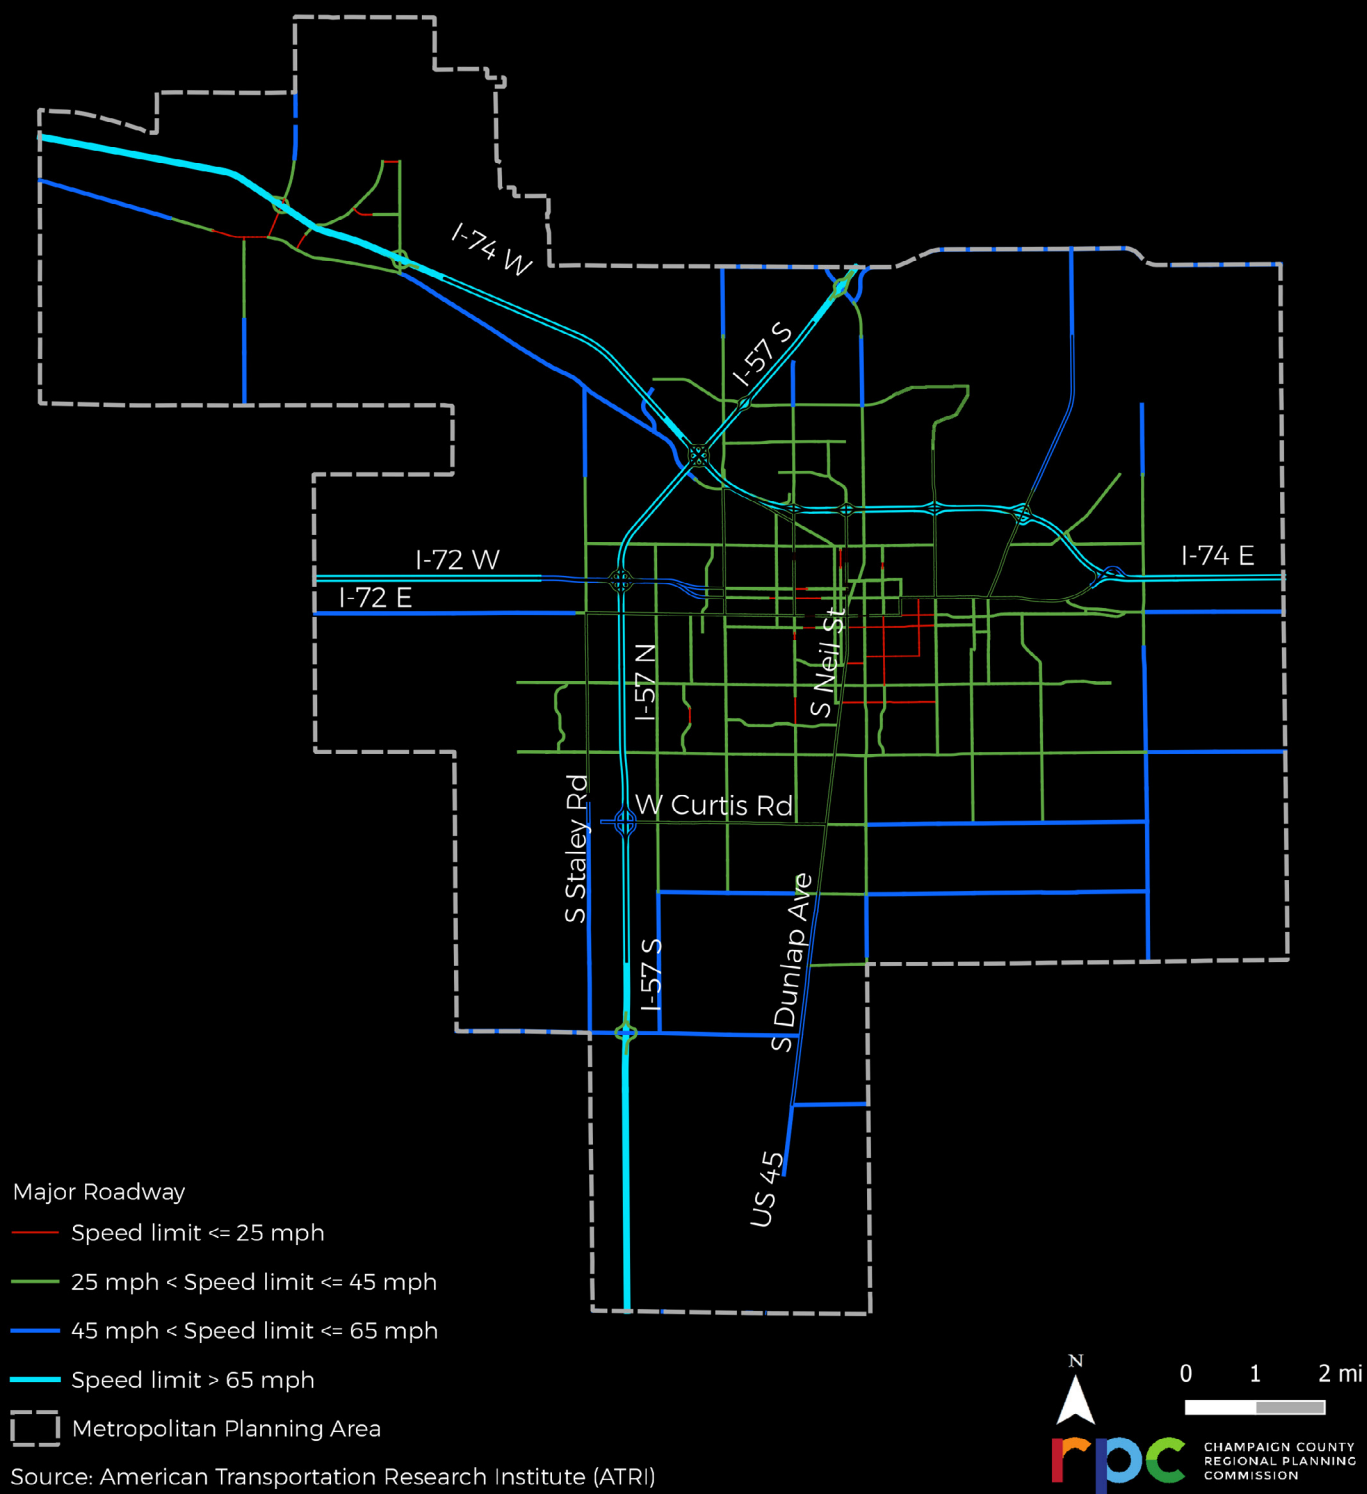 I-74 W
I-57 S
I-72 W
I-74 E
I-72 E
S Neil St
I-57 N
W Curtis Rd
S Staley Rd
S Dunlap Ave
I-57 S
US 45
Major Roadway
Speed limit <= 25 mph
25 mph < Speed limit <= 45 mph
45 mph < Speed limit <= 65 mph
Speed limit > 65 mph
Metropolitan Planning Area
Source: American Transportation Research Institute (ATRI)
N
0 1 2 mi
rpc
CHAMPAIGN COUNTY
REGIONAL PLANNING
COMMISSION